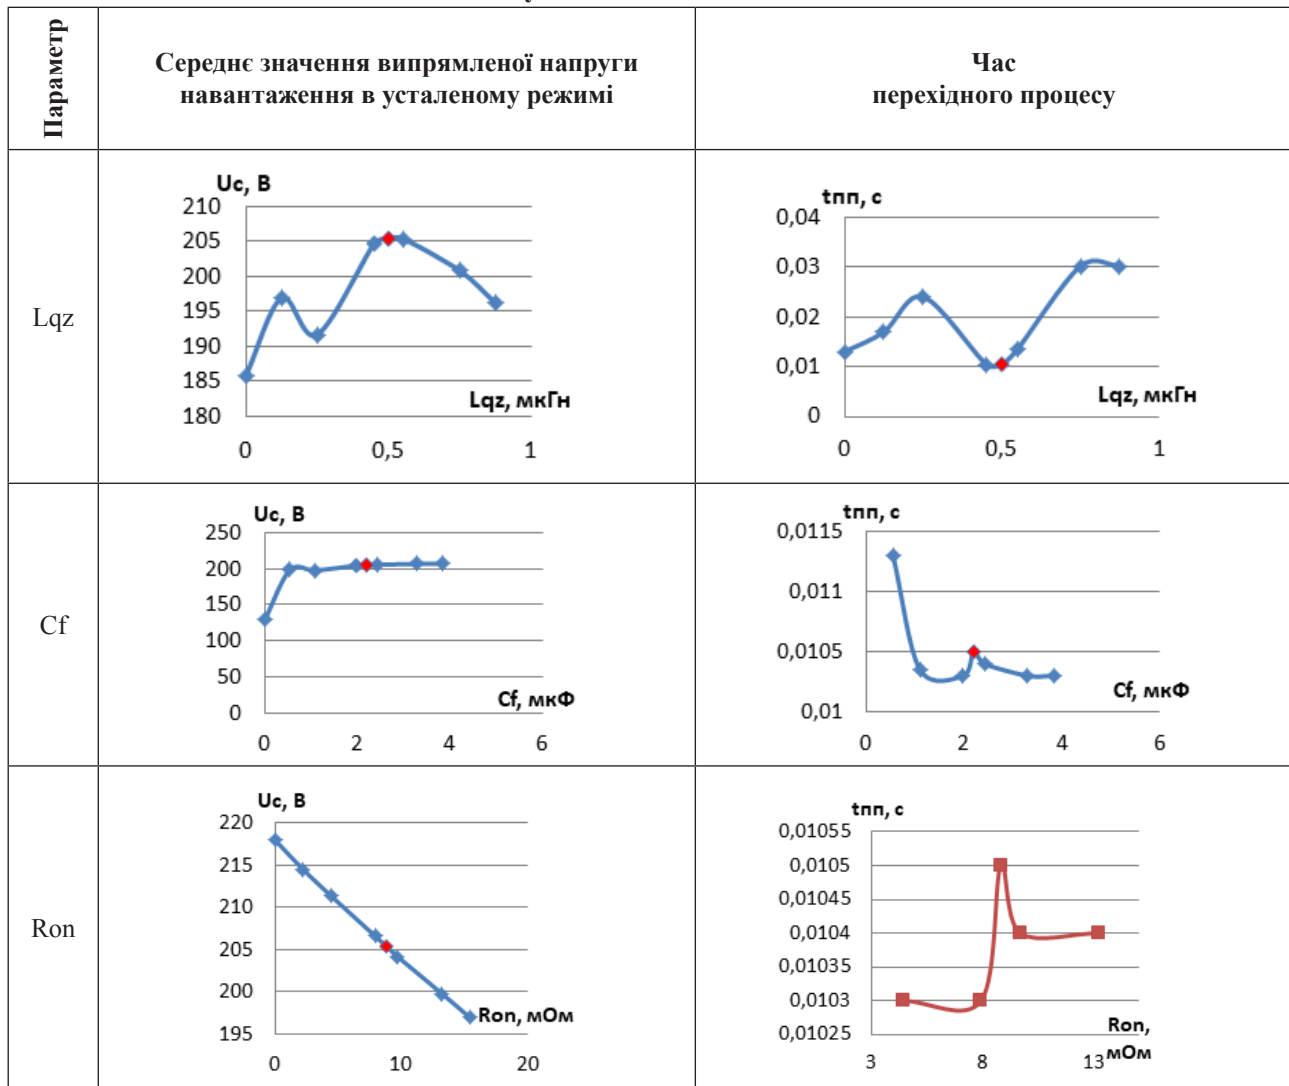 Параметр
Середнє значення випрямленої напруги
навантаження в усталеному режимі
Час
перехідного процесу
Lqz
Uc, В
210
205
200
195
190
185
180
Lqz, мкГн
0
0,5
1
tпп, с
0,04
0,03
0,02
0,01
0
Lqz, мкГн
0
0,5
1
Cf
Uc, В
250
200
150
100
50
0
Cf, мкФ
0
2
4
6
tпп, с
0,0115
0,011
0,0105
0,01
Cf, мкФ
0
2
4
6
Ron
Uc, В
220
215
210
205
200
195
Ron, мОм
0
10
20
tпп, с
0,01055
0,0105
0,01045
0,0104
0,01035
0,0103
0,01025
Ron,
мОм
3
8
13